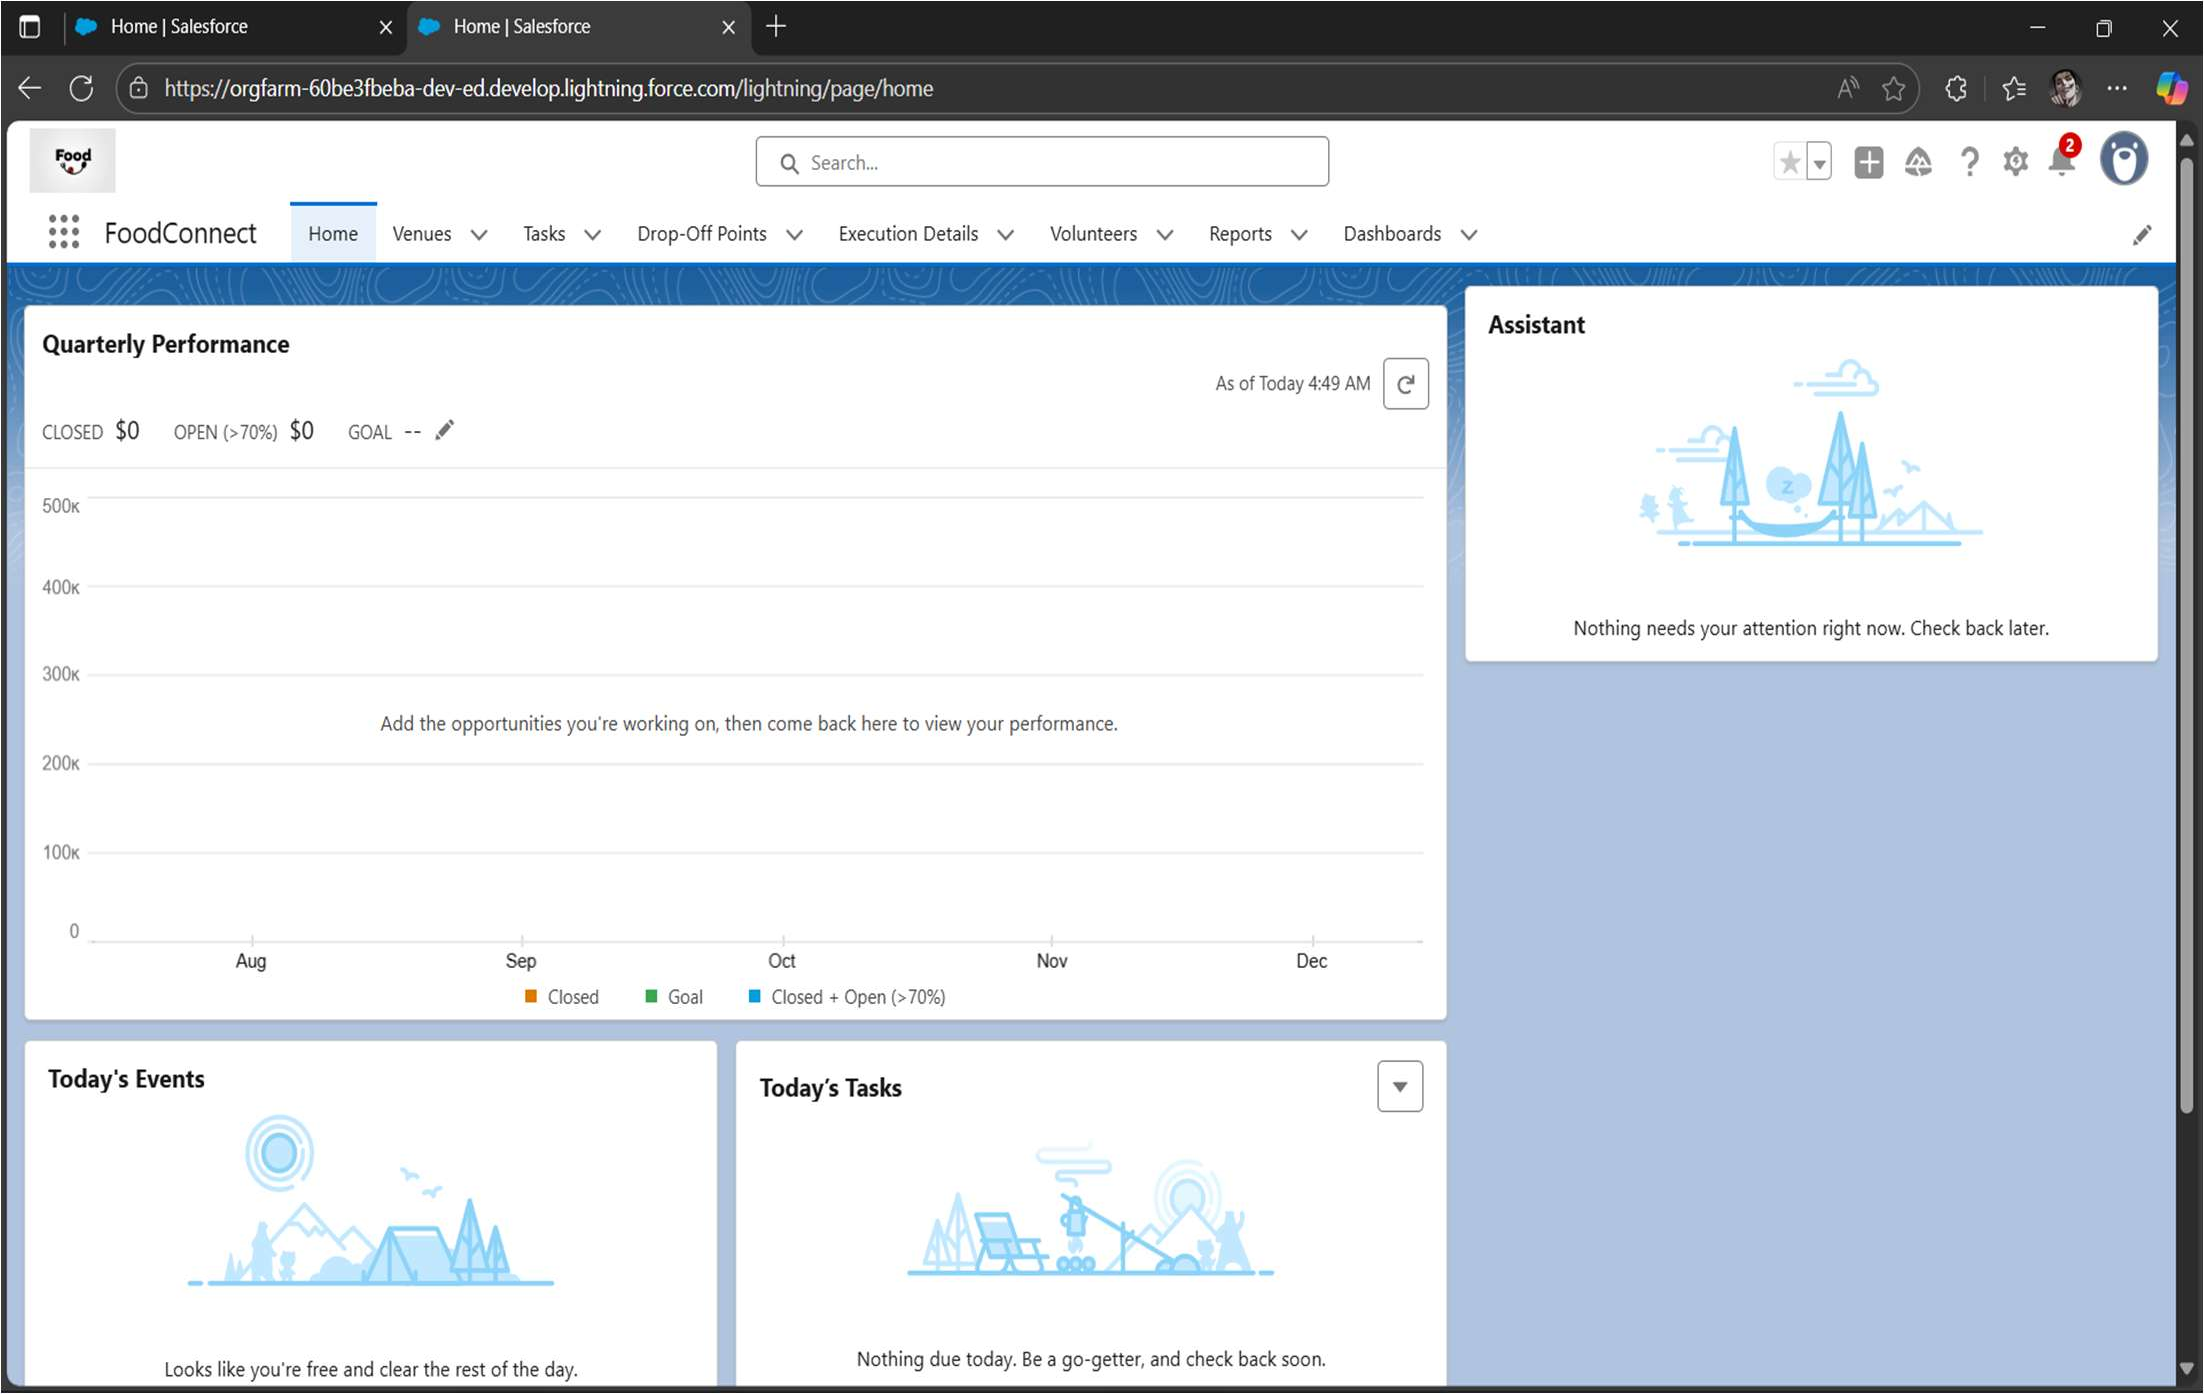 Home | Salesforce
Home | Salesforce
https://orgfarm-60be3fbeba-dev-ed.develop.lightning.force.com/lightning/page/home
Food
Search...
2
FoodConnect
Home
Venues
Tasks
Drop-Off Points
Execution Details
Volunteers
Reports
Dashboards
Quarterly Performance
As of Today 4:49 AM
CLOSED $0 OPEN (>70%) $0 GOAL --
500K
400K
300K
Add the opportunities you're working on, then come back here to view your performance.
200K
100K
0
Aug Sep Oct Nov Dec
Closed Goal Closed + Open (>70%)
Assistant
z
Nothing needs your attention right now. Check back later.
Today's Events
Looks like you're free and clear the rest of the day.
Today’s Tasks
Nothing due today. Be a go-getter, and check back soon.